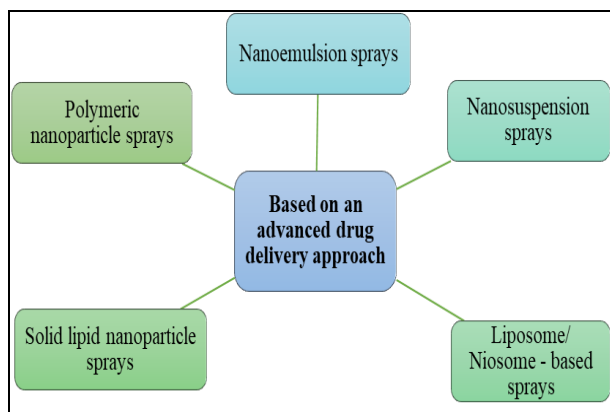 Nanoemulsion sprays
Polymeric
nanoparticle sprays
Nanosuspension
sprays
Based on an
advanced drug
delivery approach
Solid lipid nanoparticle
sprays
Liposome/
Niosome - based
sprays